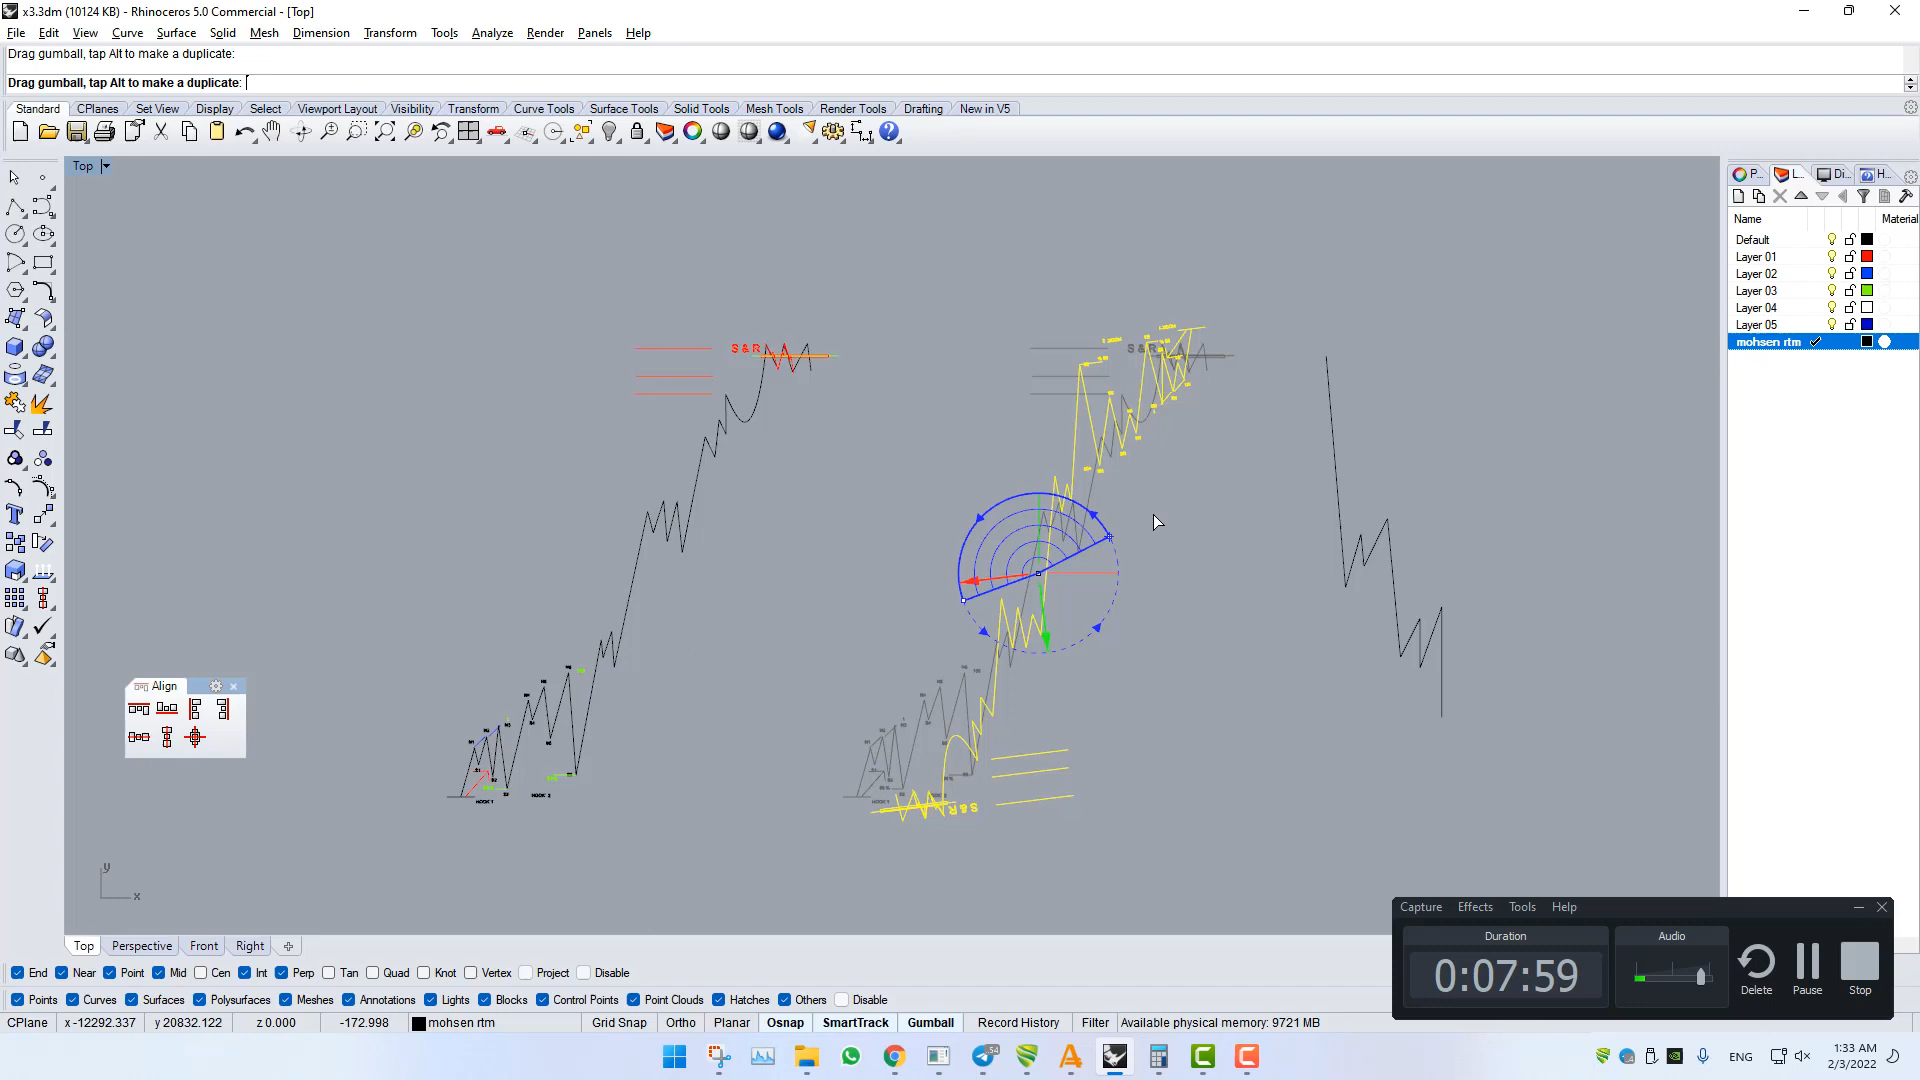 x3.3dm (10124 KB) - Rhinoceros 5.0 Commercial - [Top]
File Edit View Curve Surface Solid Mesh Dimension Transform Tools Analyze Render Panels Help
Drag gumball, tap Alt to make a duplicate:
Drag gumball, tap Alt to make a duplicate:
Standard CPlanes Set View Display Select Viewport Layout Visibility Transform Curve Tools Surface Tools Solid Tools Mesh Tools Render Tools Drafting New in V5
Top
P... L... Di... H...
Name Material
Default
Layer 01
Layer 02
Layer 03
Layer 04
Layer 05
mohsen rtm
S & R
S & R
S & R
Align
HOOK 1
HOOK 2
HOOK 1
y
x
Capture Effects Tools Help
Duration
Audio
0:07:59
Delete Pause Stop
Top Perspective Front Right
End Near Point Mid Cen Int Perp Tan Quad Knot Vertex Project Disable
Points Curves Surfaces Polysurfaces Meshes Annotations Lights Blocks Control Points Point Clouds Hatches Others Disable
CPlane x -12292.337 y 20832.122 z 0.000 -172.998 mohsen rtm Grid Snap Ortho Planar Osnap SmartTrack Gumball Record History Filter Available physical memory: 9721 MB
ENG
1:33 AM
2/3/2022